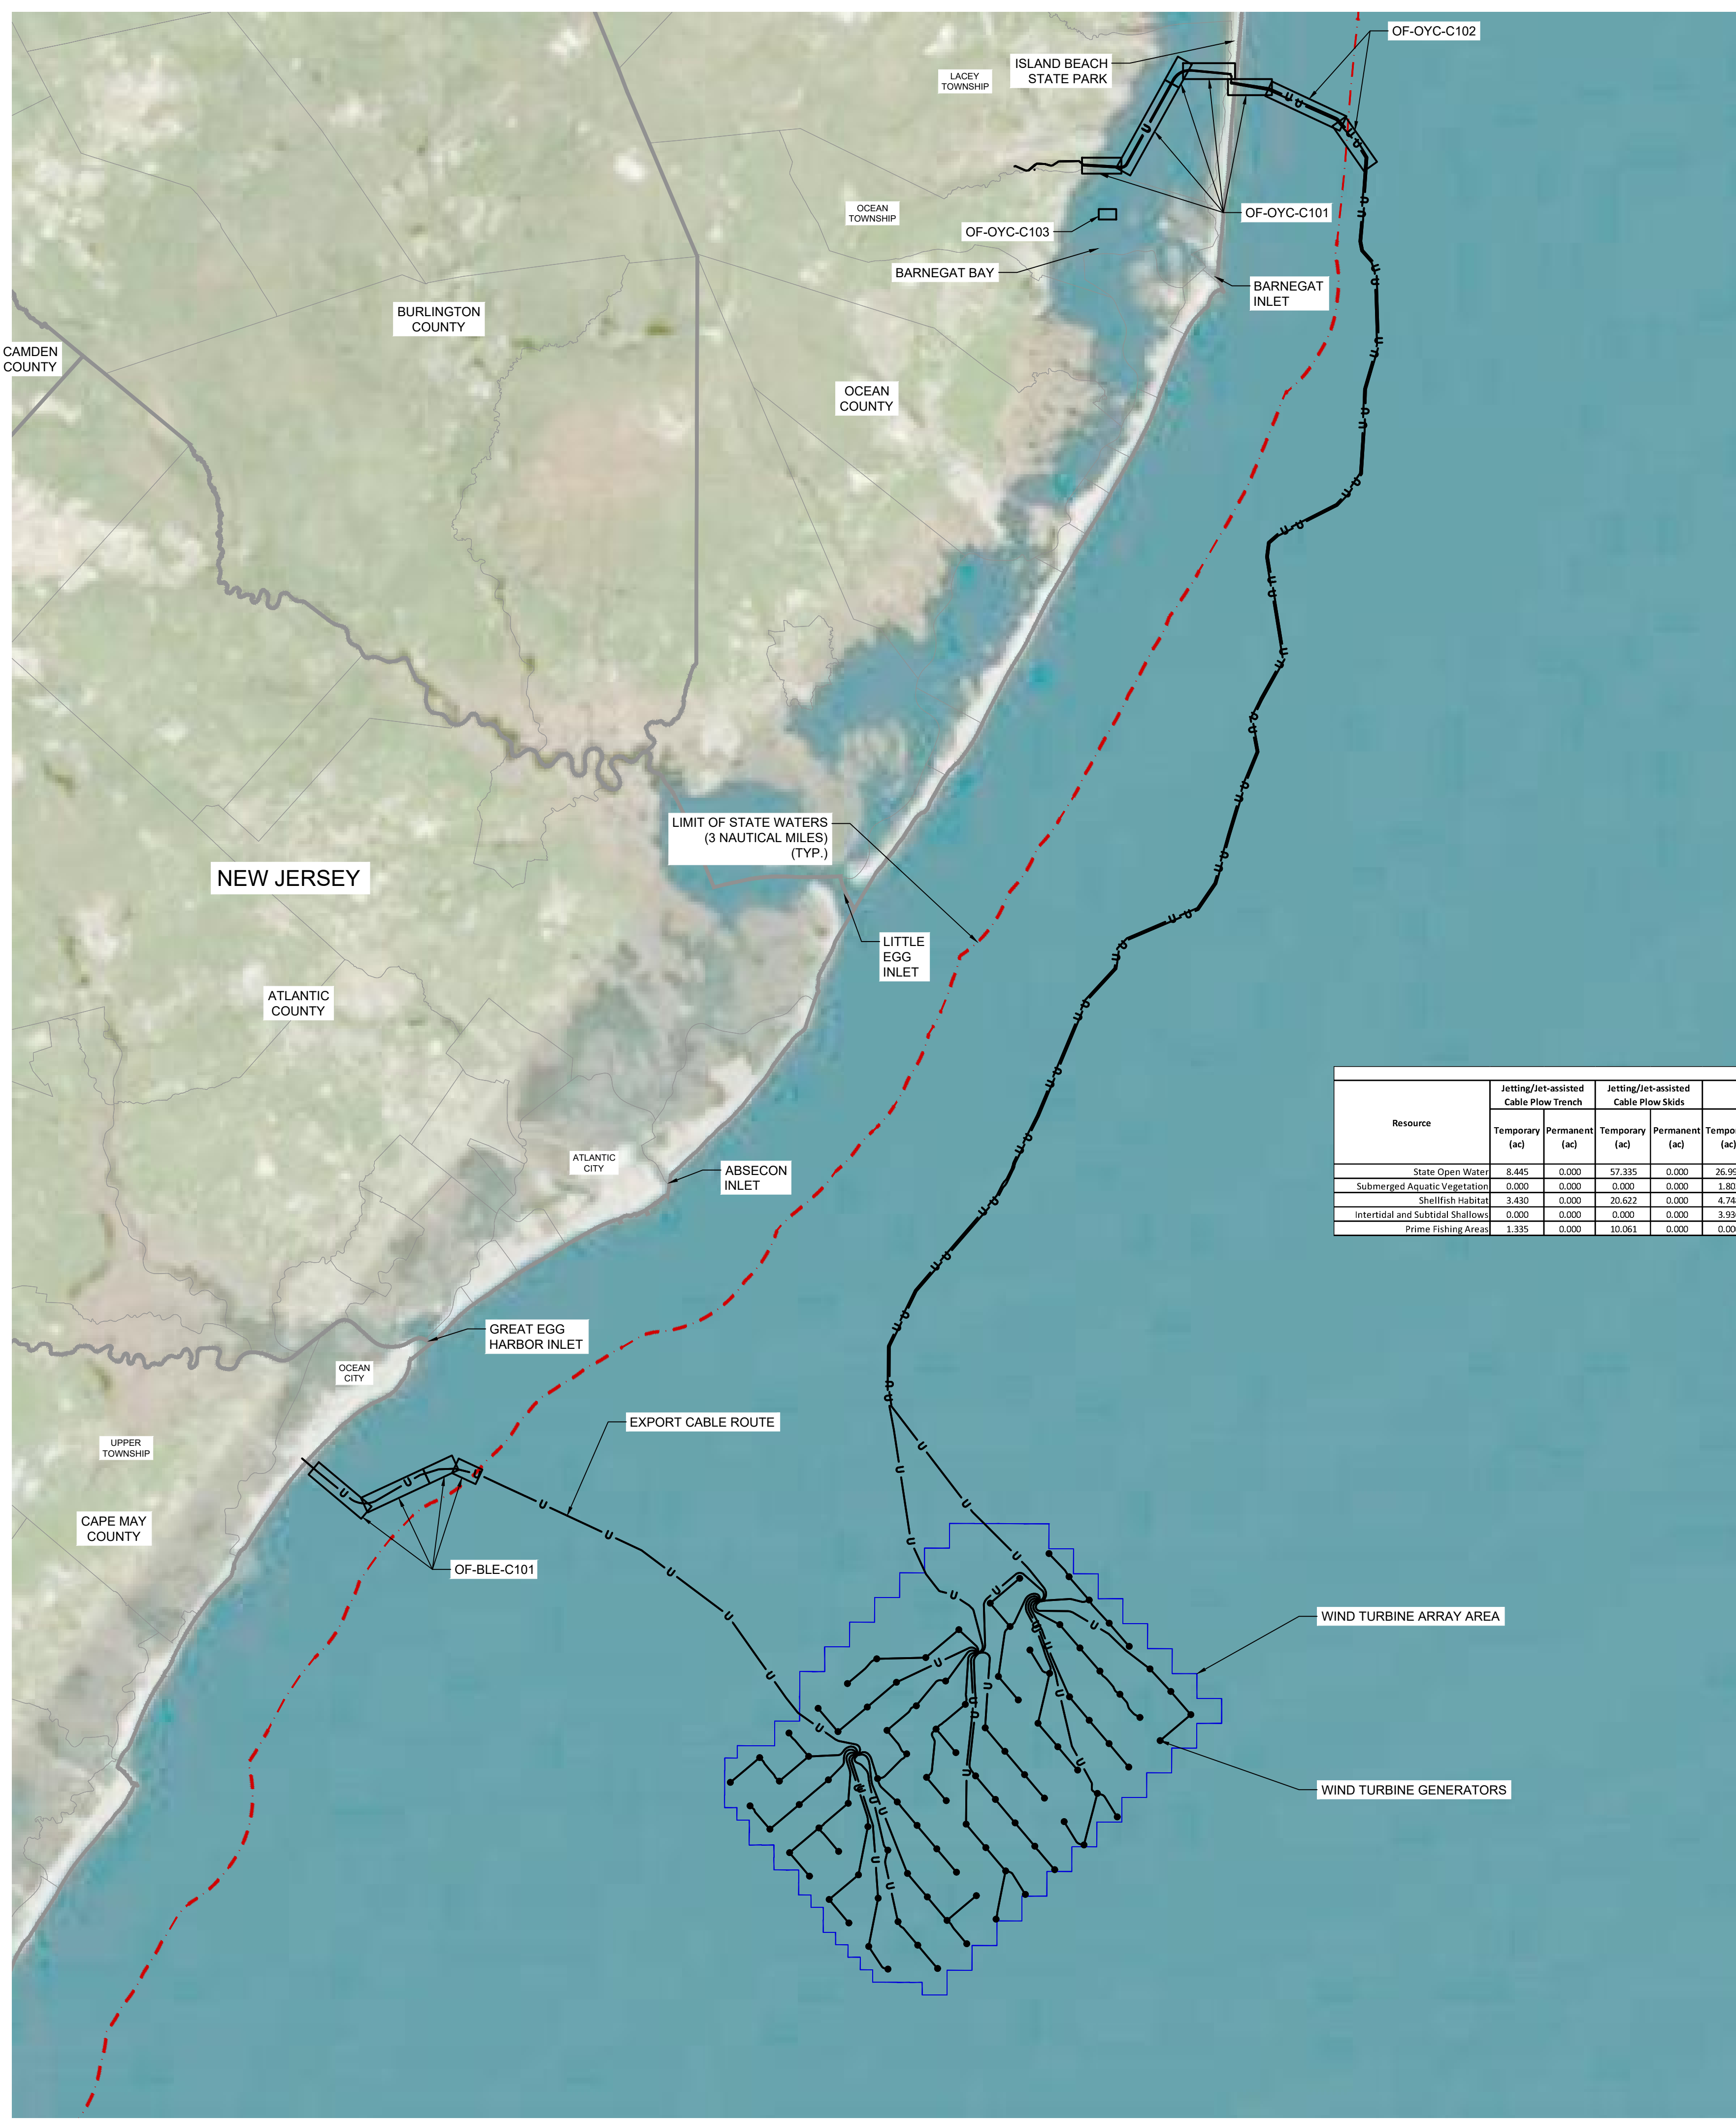 OF-OYC-C102
ISLAND BEACH
STATE PARK
LACEY
TOWNSHIP
OCEAN
TOWNSHIP
OF-OYC-C101
OF-OYC-C103
BARNEGAT BAY
BARNEGAT
INLET
BURLINGTON
COUNTY
CAMDEN
COUNTY
OCEAN
COUNTY
LIMIT OF STATE WATERS
(3 NAUTICAL MILES)
(TYP.)
NEW JERSEY
LITTLE
EGG
INLET
ATLANTIC
COUNTY
ATLANTIC
CITY
ABSECON
INLET
Resource
Jetting/Jet-assisted
Cable Plow Trench
Jetting/Jet-assisted
Cable Plow Skids
Temporary
(ac)
Permanent
(ac)
Temporary
(ac)
Permanent
(ac)
(ac)
State Open Water 8.445 0.000 57.335 0.000
Submerged Aquatic Vegetation 0.000 0.000 0.000 0.000
Shellfish Habitat 3.430 0.000 20.622 0.000
Intertidal and Subtidal Shallows 0.000 0.000 0.000 0.000
Prime Fishing Areas 1.335 0.000 10.061 0.000
GREAT EGG
HARBOR INLET
OCEAN
CITY
EXPORT CABLE ROUTE
UPPER
TOWNSHIP
CAPE MAY
COUNTY
OF-BLE-C101
WIND TURBINE ARRAY AREA
WIND TURBINE GENERATORS